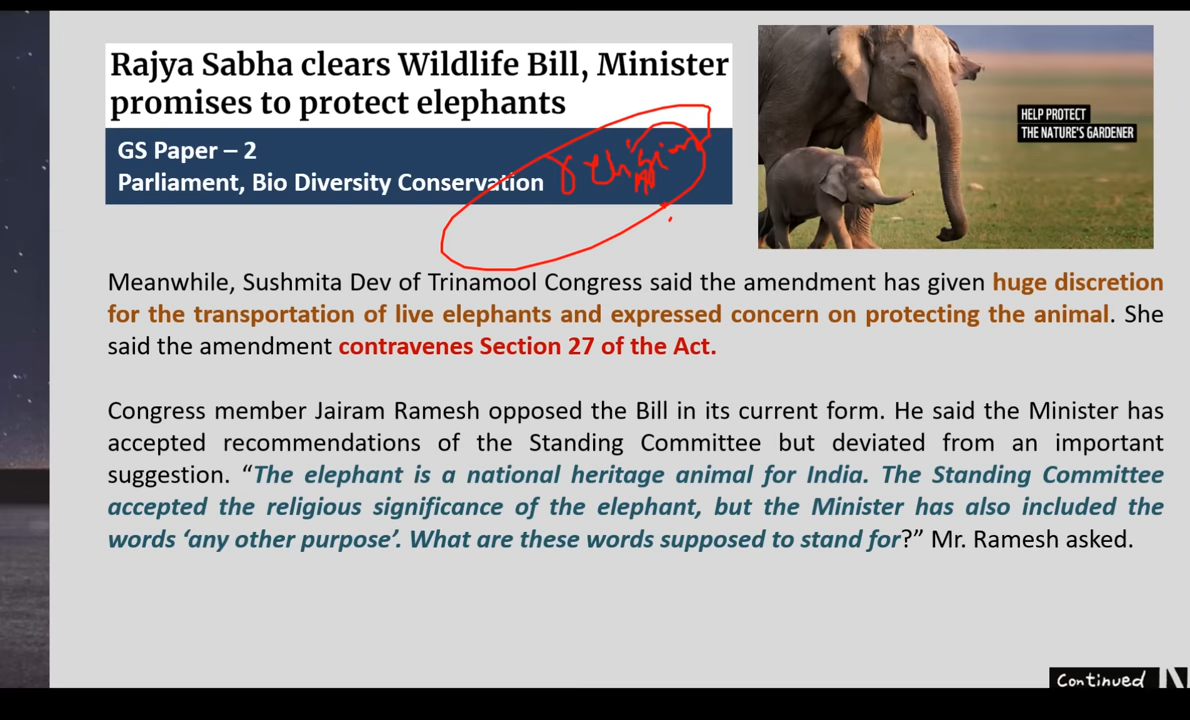 Rajya Sabha clears Wildlife Bill, Minister
promises to protect elephants
GS Paper – 2
Parliament, Bio Diversity Conservation
HELP PROTECT
THE NATURE'S GARDENER
Meanwhile, Sushmita Dev of Trinamool Congress said the amendment has given huge discretion
for the transportation of live elephants and expressed concern on protecting the animal. She
said the amendment contravenes Section 27 of the Act.
Congress member Jairam Ramesh opposed the Bill in its current form. He said the Minister has
accepted recommendations of the Standing Committee but deviated from an important
suggestion. “The elephant is a national heritage animal for India. The Standing Committee
accepted the religious significance of the elephant, but the Minister has also included the
words ‘any other purpose’. What are these words supposed to stand for?” Mr. Ramesh asked.
Continued